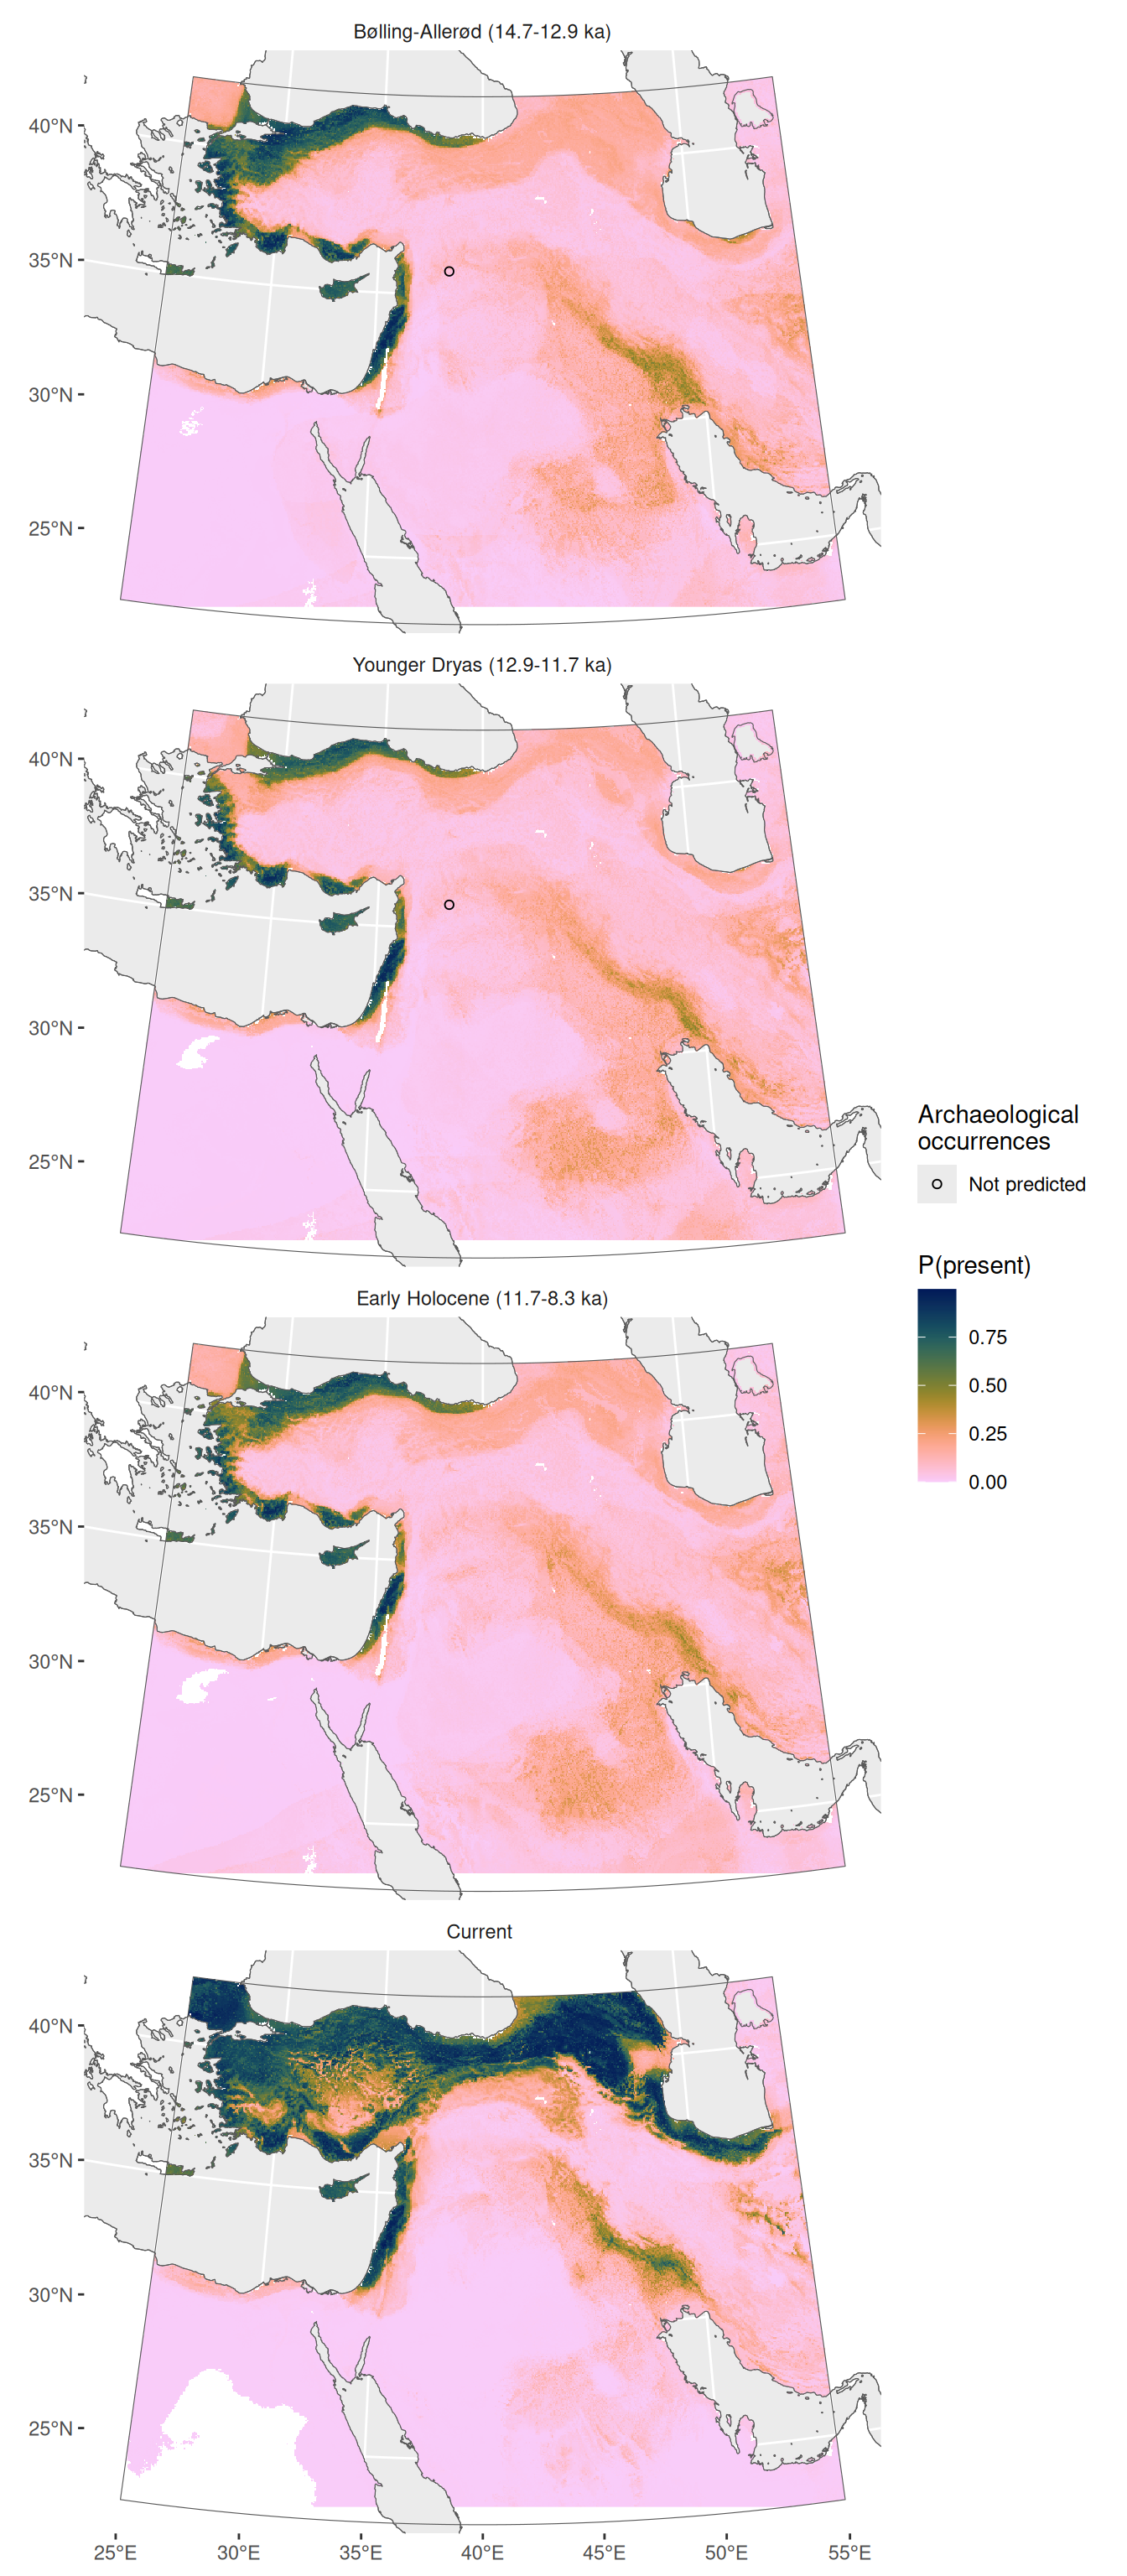 Bølling-Allerød (14.7-12.9 ka)
40°N
35°N
30°N
25°N
Younger Dryas (12.9-11.7 ka)
40°N
35°N
30°N
25°N
Archaeological
occurrences
Not predicted
P(present)
0.75
0.50
0.25
0.00
Early Holocene (11.7-8.3 ka)
40°N
35°N
30°N
25°N
Current
40°N
35°N
30°N
25°N
25°E 30°E 35°E 40°E 45°E 50°E 55°E